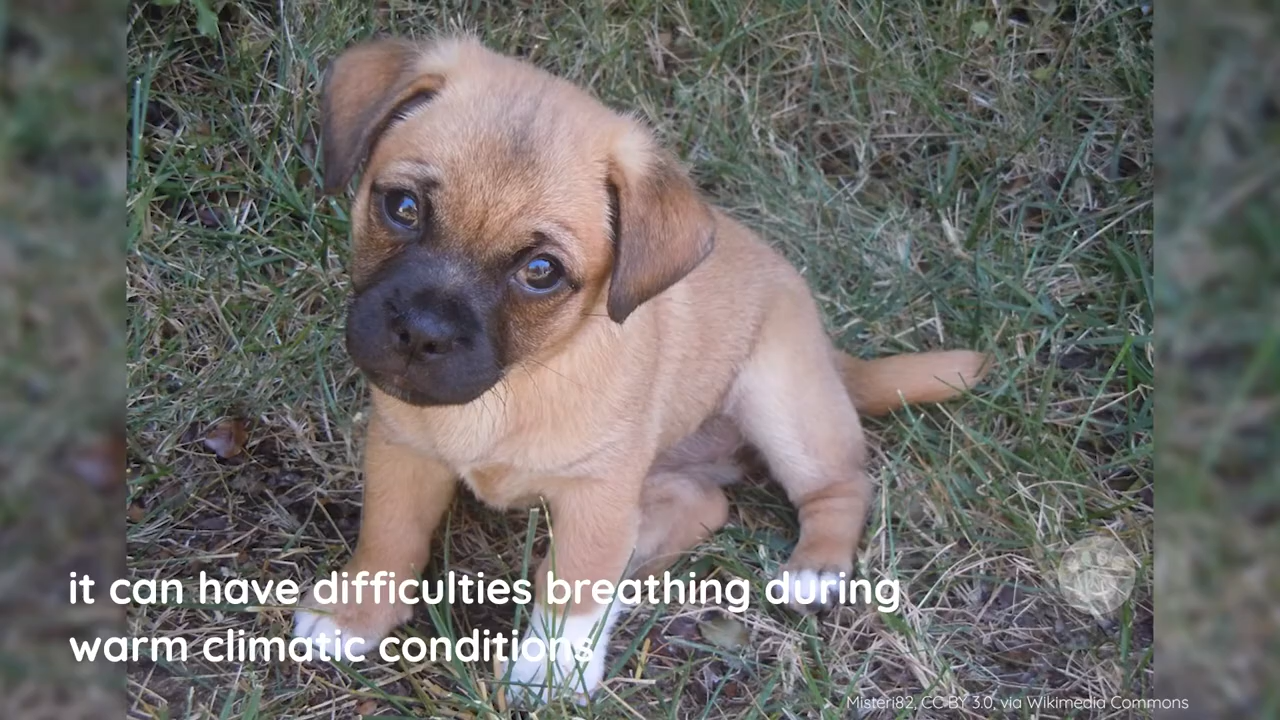 it can have difficulties breathing during
warm climatic conditions
Misteri82, CC BY 3.0, via Wikimedia Commons